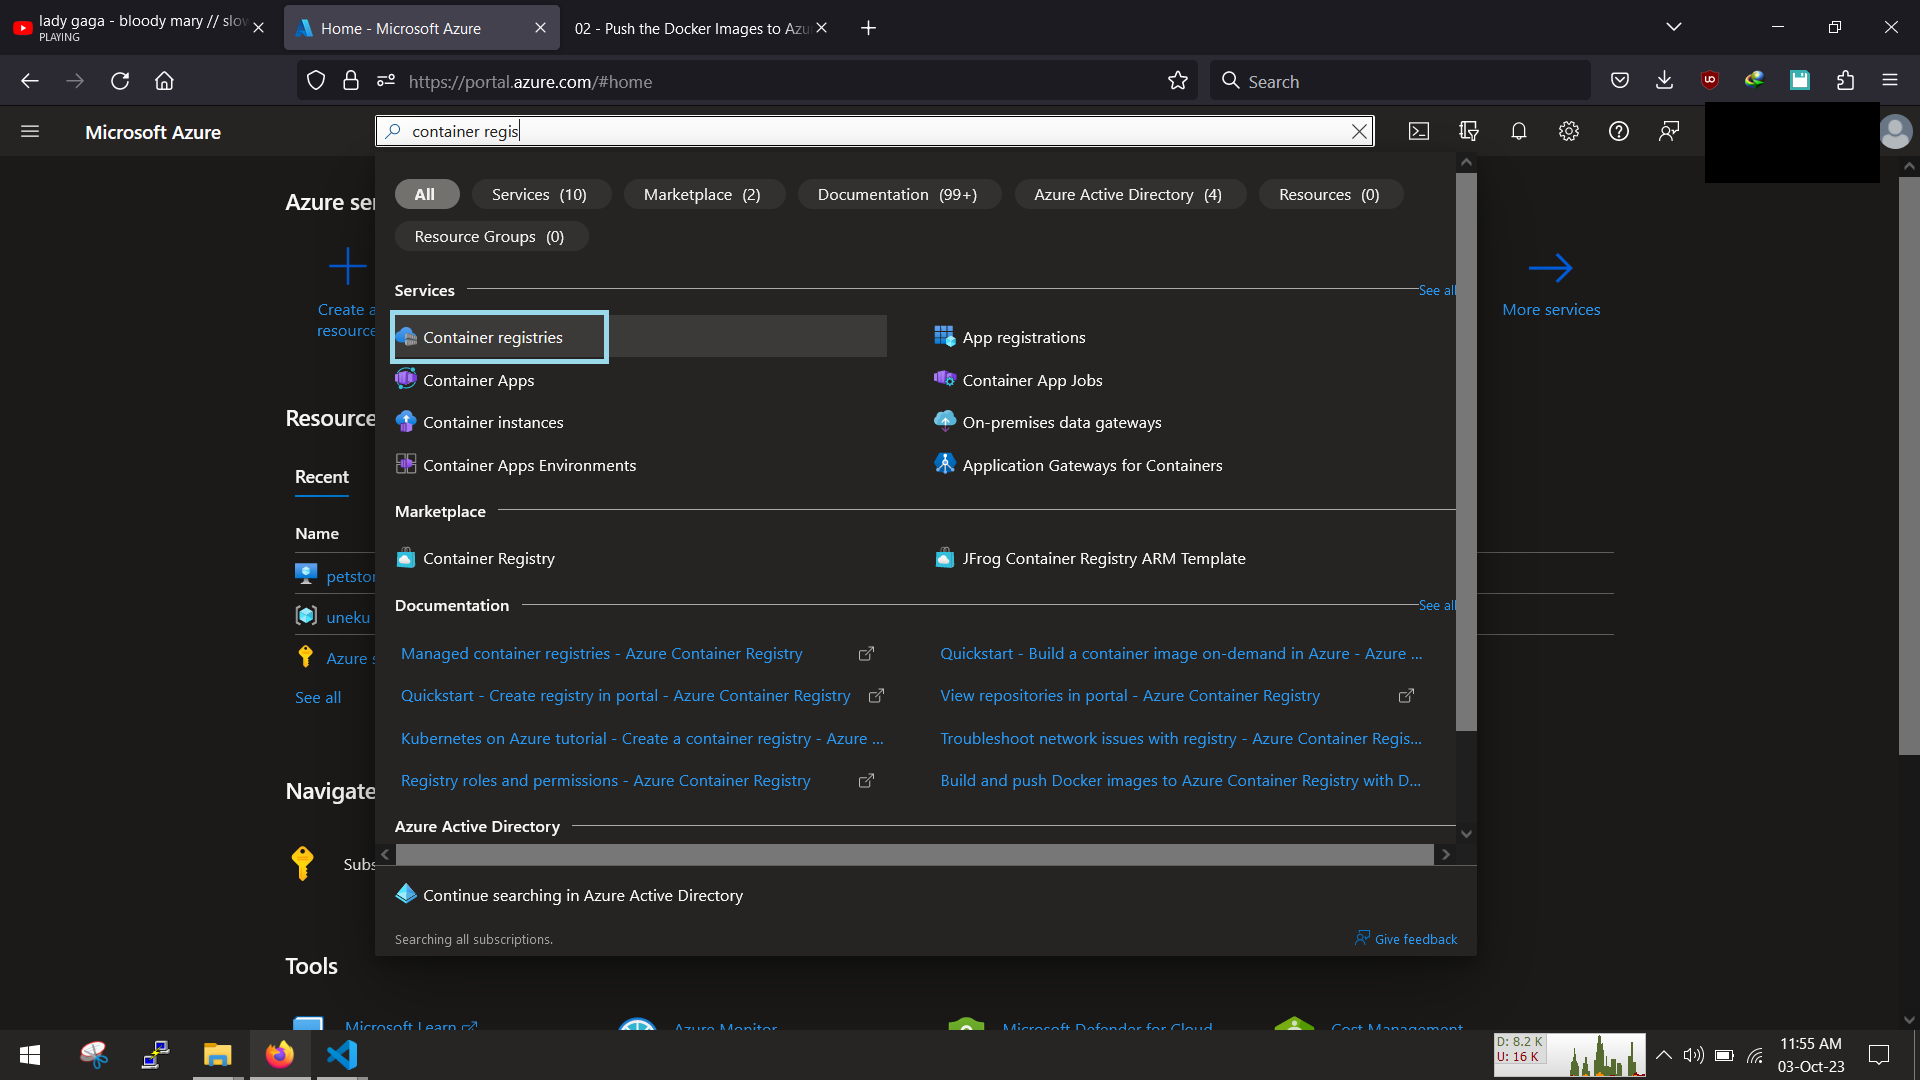 lady gaga - bloody mary // slow
PLAYING
Home - Microsoft Azure
02 - Push the Docker Images to Azu
https://portal.azure.com/#home
Search
Microsoft Azure
container regis
All
Services (10)
Marketplace (2)
Documentation (99+)
Azure Active Directory (4)
Resources (0)
Resource Groups (0)
Azure ser
Create a
resource
More services
Services
See all
Container registries
App registrations
Container Apps
Container App Jobs
Container instances
On-premises data gateways
Container Apps Environments
Application Gateways for Containers
Resource
Recent
Name
petstor
uneku
Azure s
See all
Marketplace
Container Registry
JFrog Container Registry ARM Template
Documentation
See all
Managed container registries - Azure Container Registry
Quickstart - Build a container image on-demand in Azure - Azure ...
Quickstart - Create registry in portal - Azure Container Registry
View repositories in portal - Azure Container Registry
Kubernetes on Azure tutorial - Create a container registry - Azure ...
Troubleshoot network issues with registry - Azure Container Regis...
Registry roles and permissions - Azure Container Registry
Build and push Docker images to Azure Container Registry with D...
Azure Active Directory
Continue searching in Azure Active Directory
Searching all subscriptions.
Give feedback
Navigate
Subs
Tools
Microsoft Learn
Azure Monitor
Microsoft Defender for Cloud
Cost Management
D: 8.2 K
U: 16 K
11:55 AM
03-Oct-23